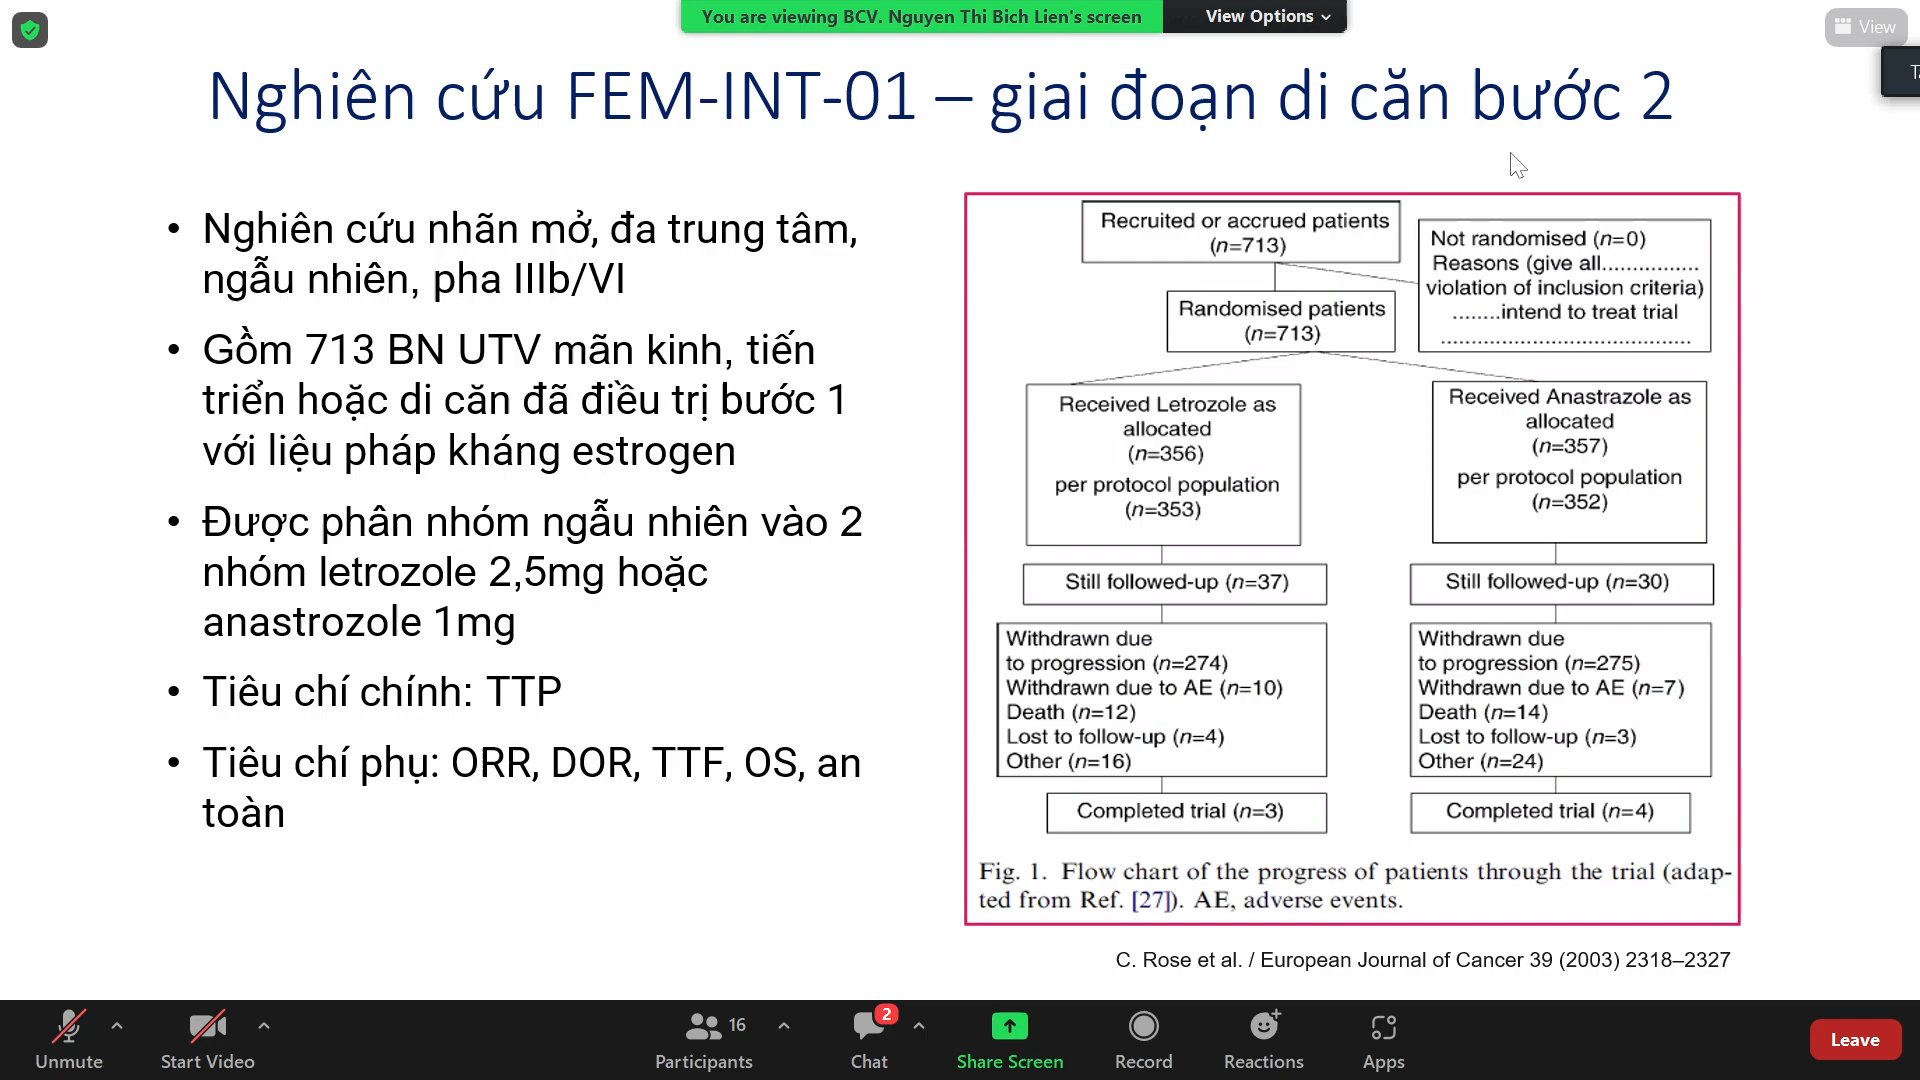 You are viewing BCV. Nguyen Thi Bich Lien's screen
View Options
View
Nghiên cứu FEM-INT-01 – giai đoạn di căn bước 2
• Nghiên cứu nhãn mở, đa trung tâm,
ngẫu nhiên, pha IIIb/VI
• Gồm 713 BN UTV mãn kinh, tiến
triển hoặc di căn đã điều trị bước 1
với liệu pháp kháng estrogen
• Được phân nhóm ngẫu nhiên vào 2
nhóm letrozole 2,5mg hoặc
anastrozole 1mg
• Tiêu chí chính: TTP
• Tiêu chí phụ: ORR, DOR, TTF, OS, an
toàn
Recruited or accrued patients
(n=713)
Not randomised (n=0)
Reasons (give all................
violation of inclusion criteria)
........intend to treat trial
.......................................
Randomised patients
(n=713)
Received Letrozole as
allocated
(n=356)
per protocol population
(n=353)
Received Anastrazole as
allocated
(n=357)
per protocol population
(n=352)
Still followed-up (n=37)
Still followed-up (n=30)
Withdrawn due
to progression (n=274)
Withdrawn due to AE (n=10)
Death (n=12)
Lost to follow-up (n=4)
Other (n=16)
Withdrawn due
to progression (n=275)
Withdrawn due to AE (n=7)
Death (n=14)
Lost to follow-up (n=3)
Other (n=24)
Completed trial (n=3)
Completed trial (n=4)
Fig. 1. Flow chart of the progress of patients through the trial (adap-
ted from Ref. [27]). AE, adverse events.
C. Rose et al. / European Journal of Cancer 39 (2003) 2318–2327
Unmute
Start Video
16
Participants
2
Chat
Share Screen
Record
Reactions
Apps
Leave